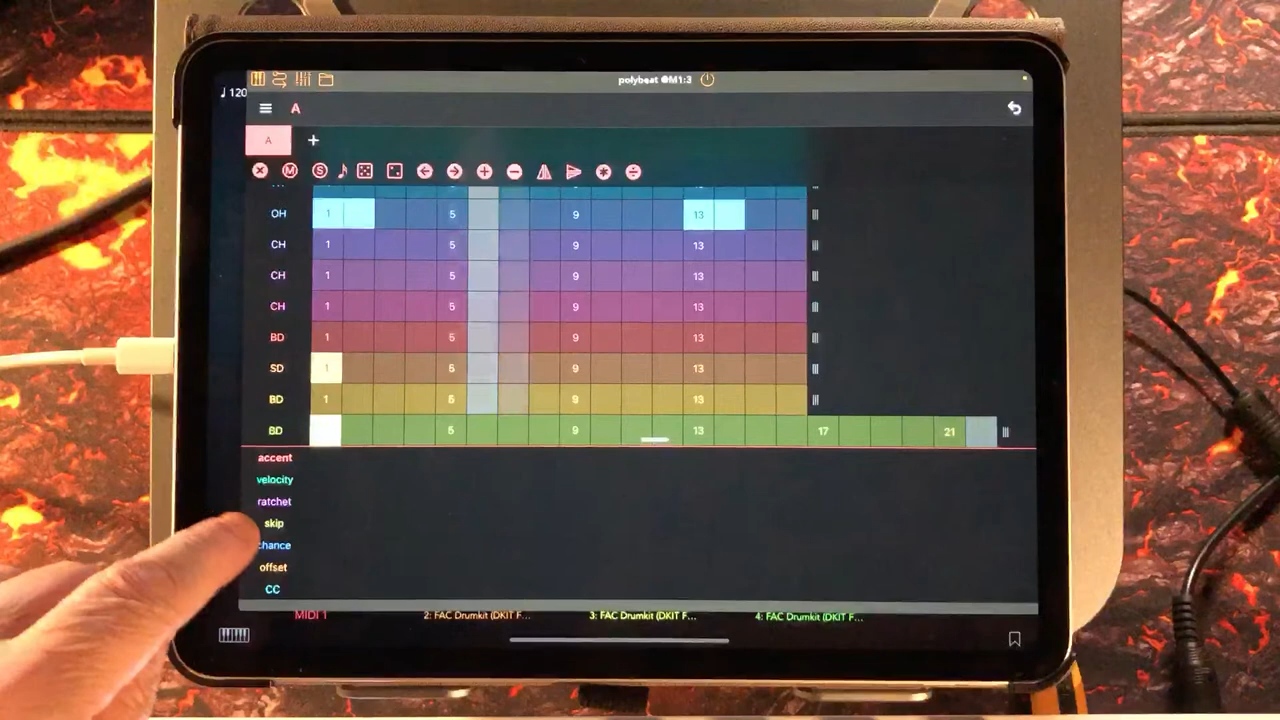 polybeat @M1:3
♩ 120
A
A +
M S
OH 1 5 9 13
CH 1 5 9 13
CH 1 5 9 13
CH 1 5 9 13
BD 1 5 9 13
SD 1 5 9 13
BD 1 5 9 13
BD 5 9 13 17 21
accent
velocity
ratchet
skip
chance
offset
CC
MIDI 1 2: FAC Drumkit (DKIT F... 3: FAC Drumkit (DKIT F... 4: FAC Drumkit (DKIT F...